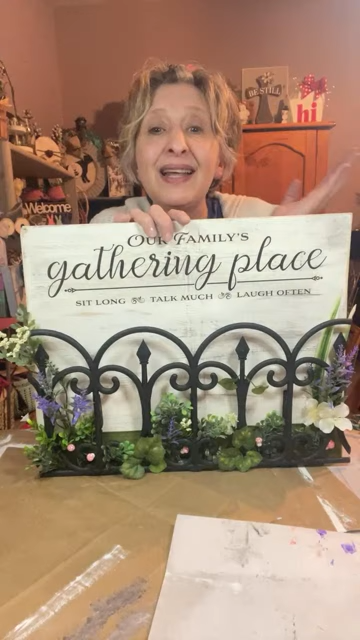 BE STILL
hi
Welcome
OUR FAMILY'S
gathering place
SIT LONG TALK MUCH LAUGH OFTEN